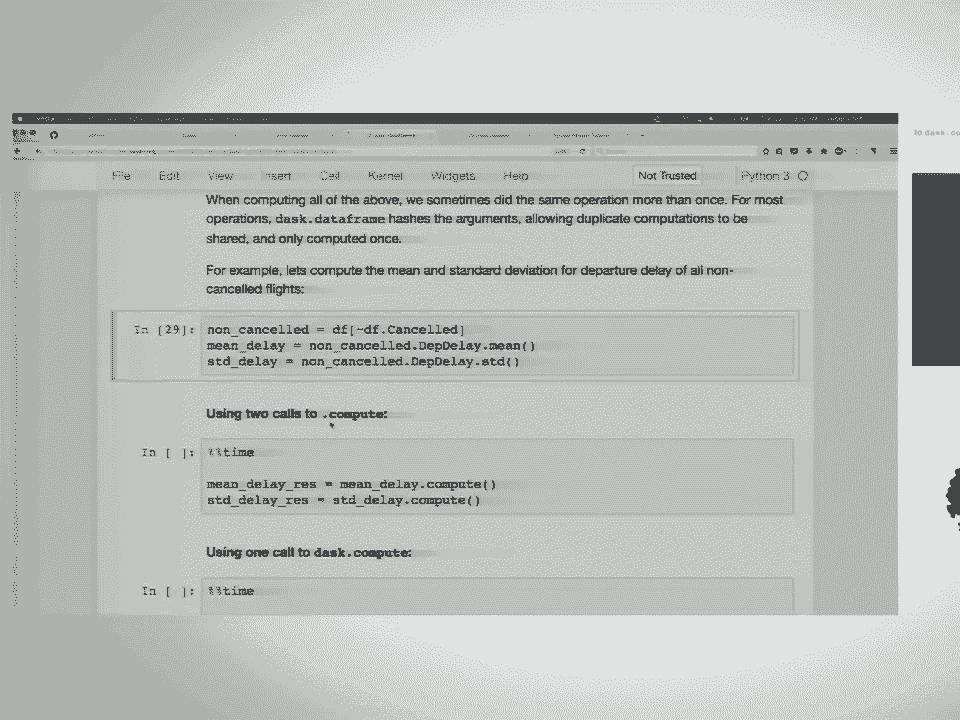 File Edit View Insert Cell Kernel Widgets Help Not Trusted Python 3
to dask.co
When computing all of the above, we sometimes did the same operation more than once. For most
operations, dask.dataframe hashes the arguments, allowing duplicate computations to be
shared, and only computed once.
For example, lets compute the mean and standard deviation for departure delay of all non-
cancelled flights:
In [29]: non_cancelled = df[~df.Cancelled]
mean_delay = non_cancelled.DepDelay.mean()
std_delay = non_cancelled.DepDelay.std()
Using two calls to .compute:
In [ ]: %%time
mean_delay_res = mean_delay.compute()
std_delay_res = std_delay.compute()
Using one call to dask.compute:
In [ ]: %%time